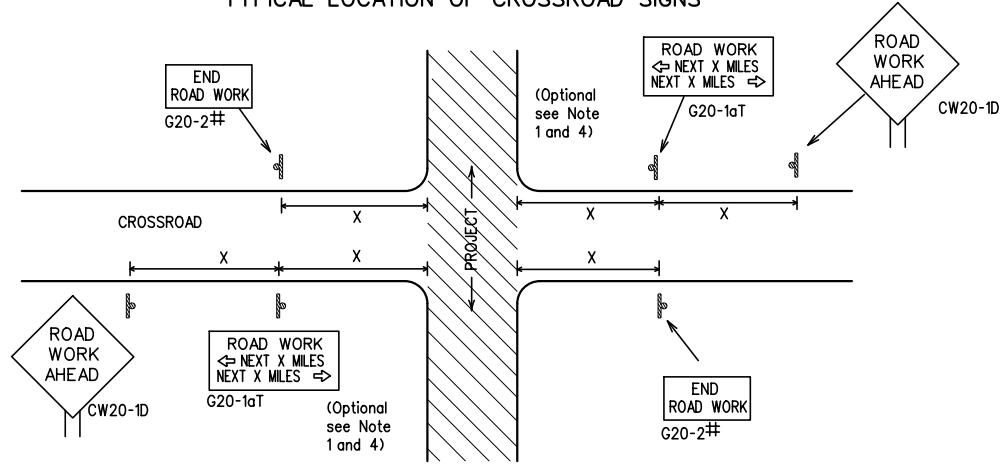 TYPICAL LOCATION OF CROSSROAD SIGNS
END
ROAD WORK
G20-2#
(Optional
see Note
1 and 4)
ROAD WORK
⇦ NEXT X MILES
NEXT X MILES ⇨
G20-1aT
ROAD
WORK
AHEAD
CW20-1D
X
X
X
CROSSROAD
PROJECT
X
X
X
ROAD
WORK
AHEAD
CW20-1D
ROAD WORK
⇦ NEXT X MILES
NEXT X MILES ⇨
G20-1aT
(Optional
see Note
1 and 4)
END
ROAD WORK
G20-2#